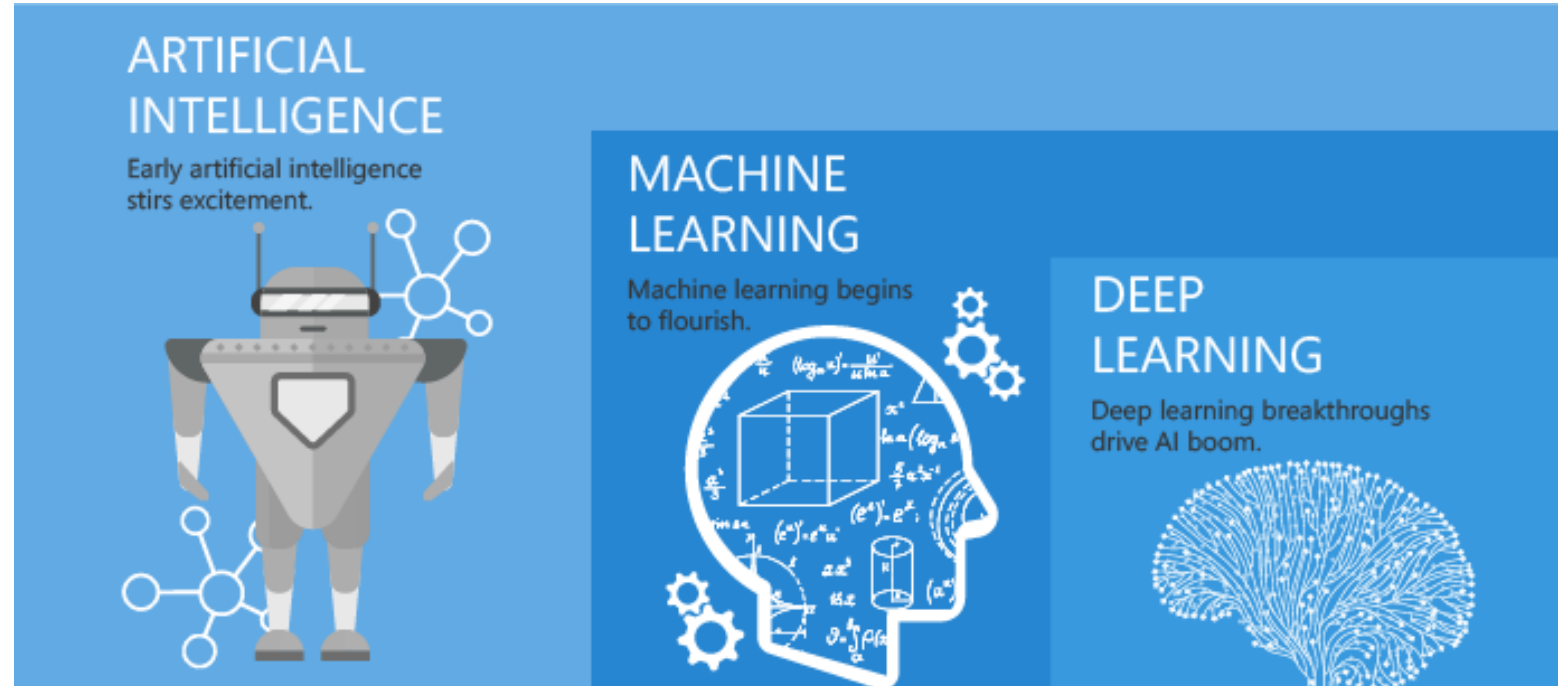 ARTIFICIAL
INTELLIGENCE
Early artificial intelligence
stirs excitement.
MACHINE
LEARNING
Machine learning begins
to flourish.
DEEP
LEARNING
Deep learning breakthroughs
drive AI boom.